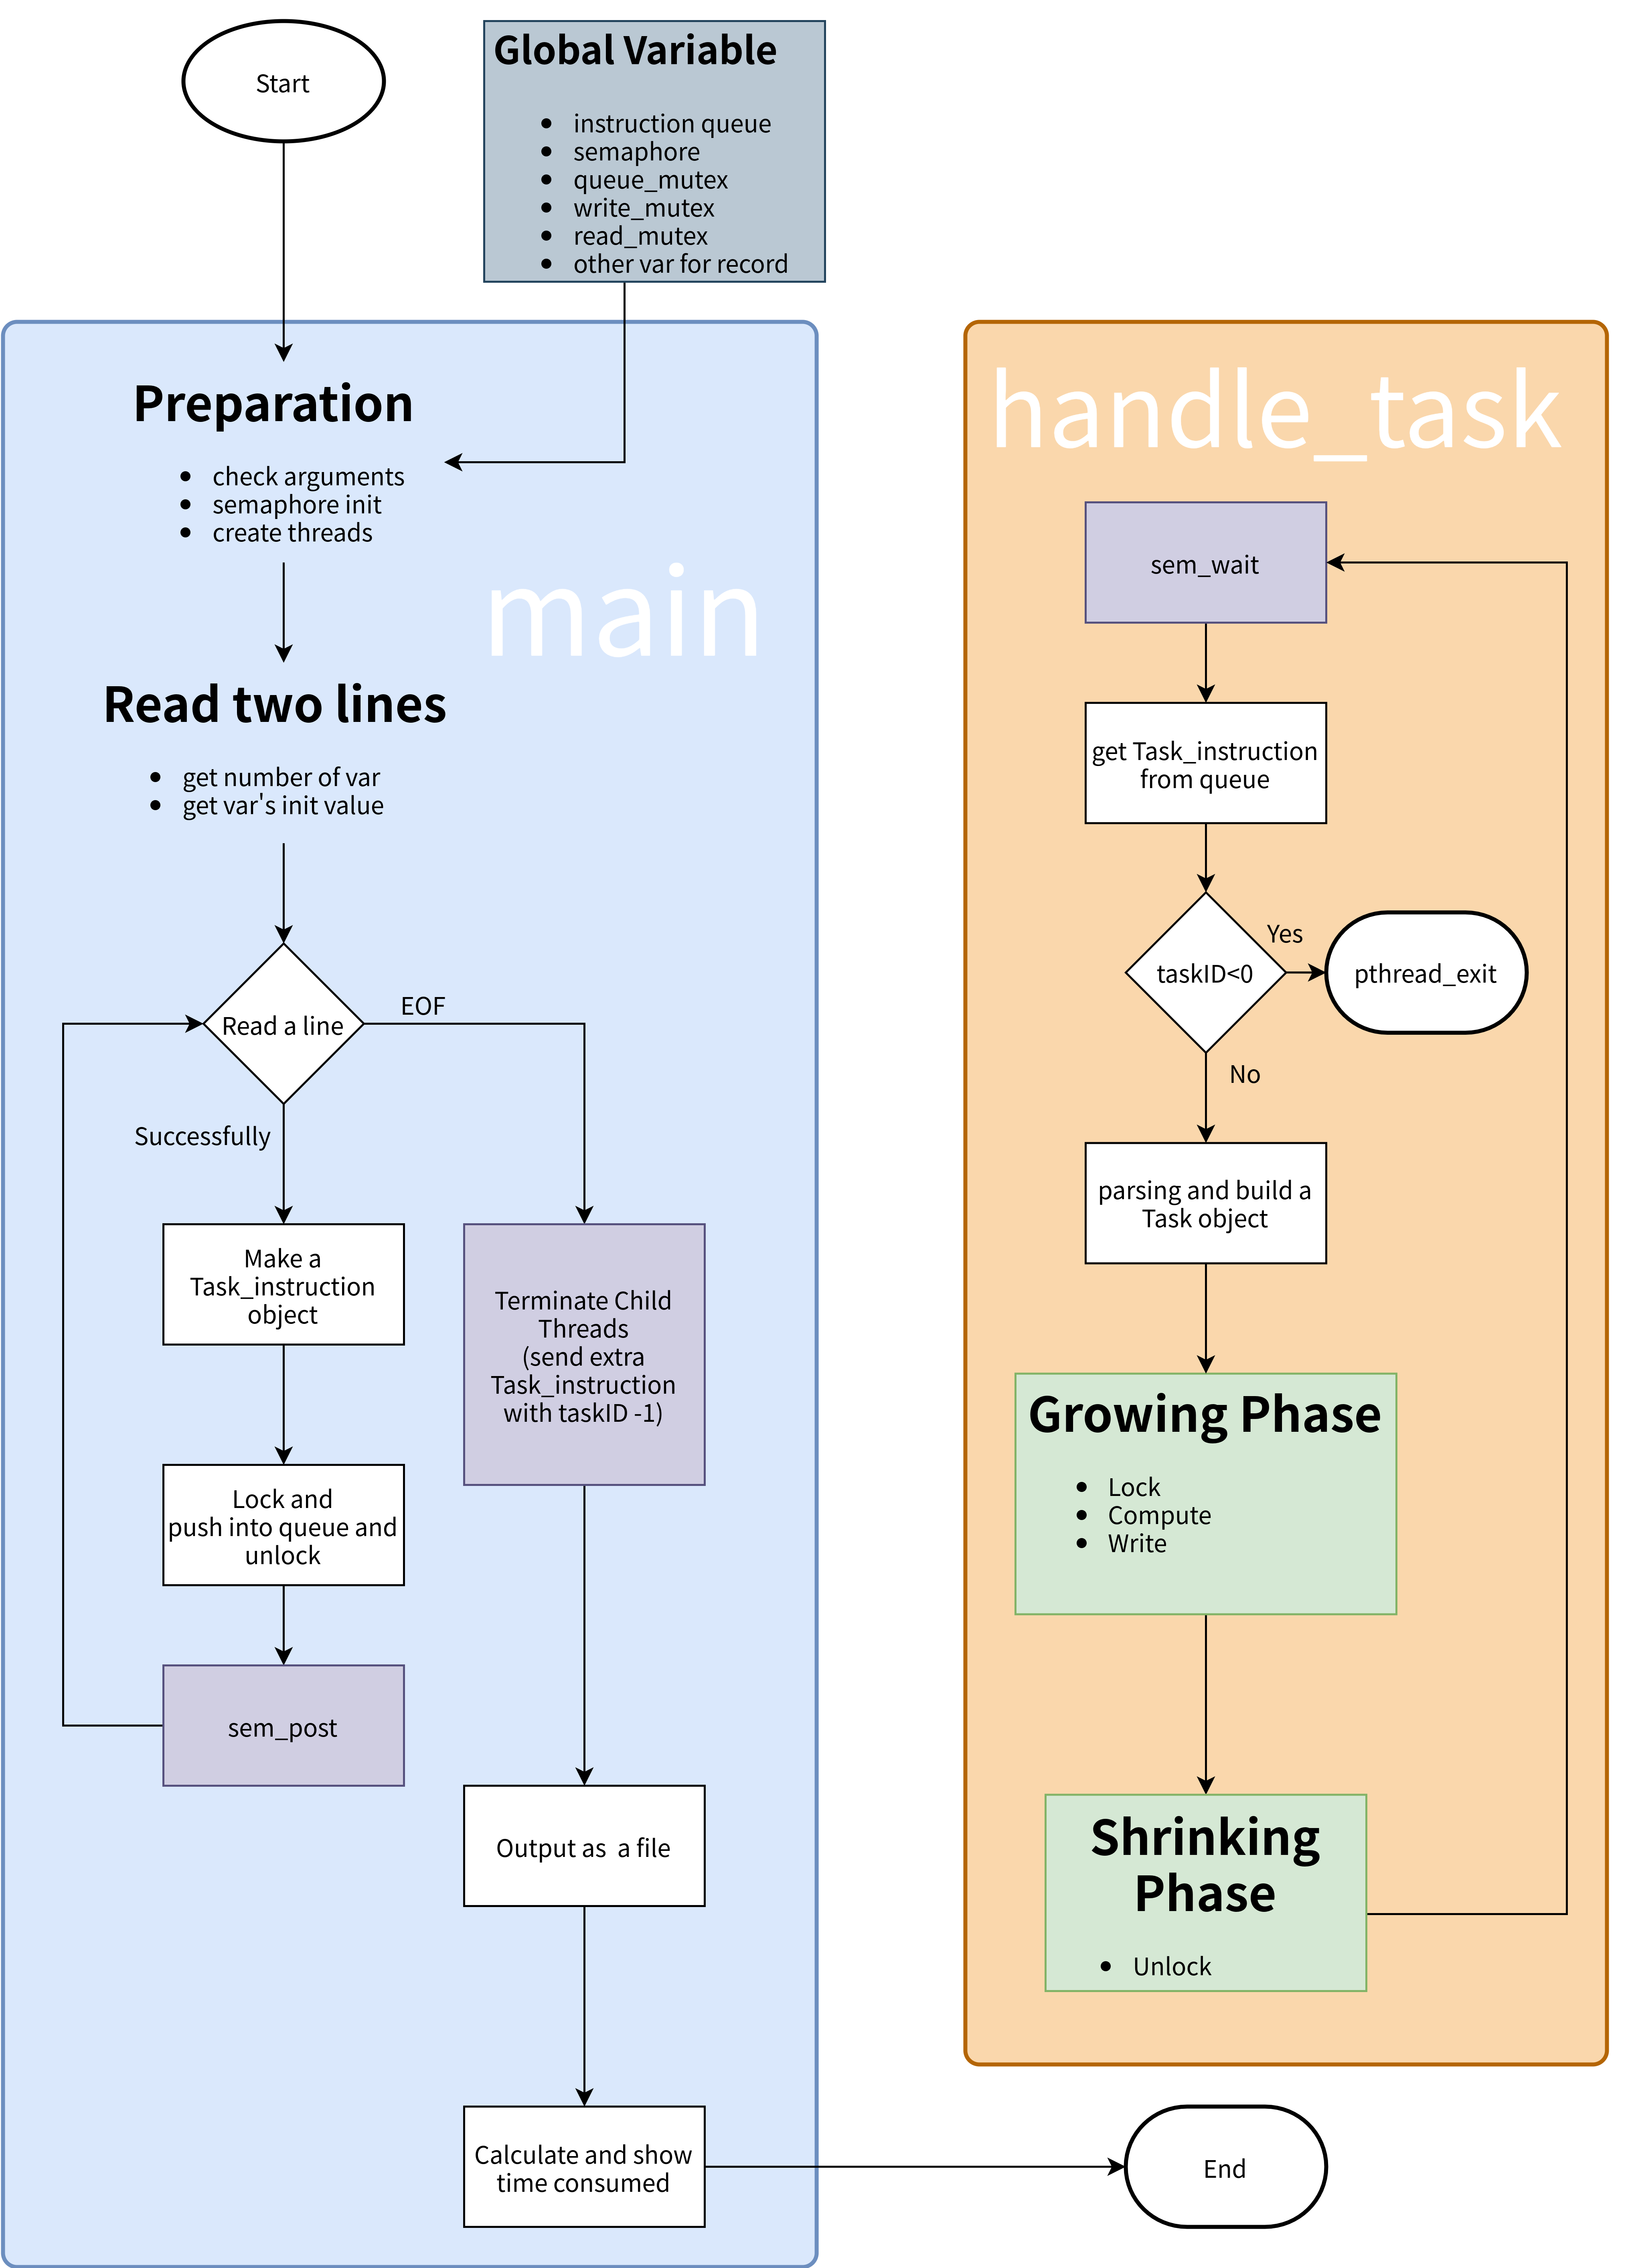 Start
Global Variable
instruction queue
semaphore
queue_mutex
write_mutex
read_mutex
other var for record
main
Preparation
check arguments
semaphore init
create threads
Read two lines
get number of var
get var's init value
Read a line
EOF
Successfully
Make a
Task_instruction
object
Lock and
push into queue and
unlock
sem_post
Terminate Child
Threads
(send extra
Task_instruction
with taskID -1)
Output as  a file
Calculate and show
time consumed
End
handle_task
sem_wait
get Task_instruction
from queue
taskID<0
Yes
pthread_exit
No
parsing and build a
Task object
Growing Phase
Lock
Compute
Write
Shrinking
Phase
Unlock